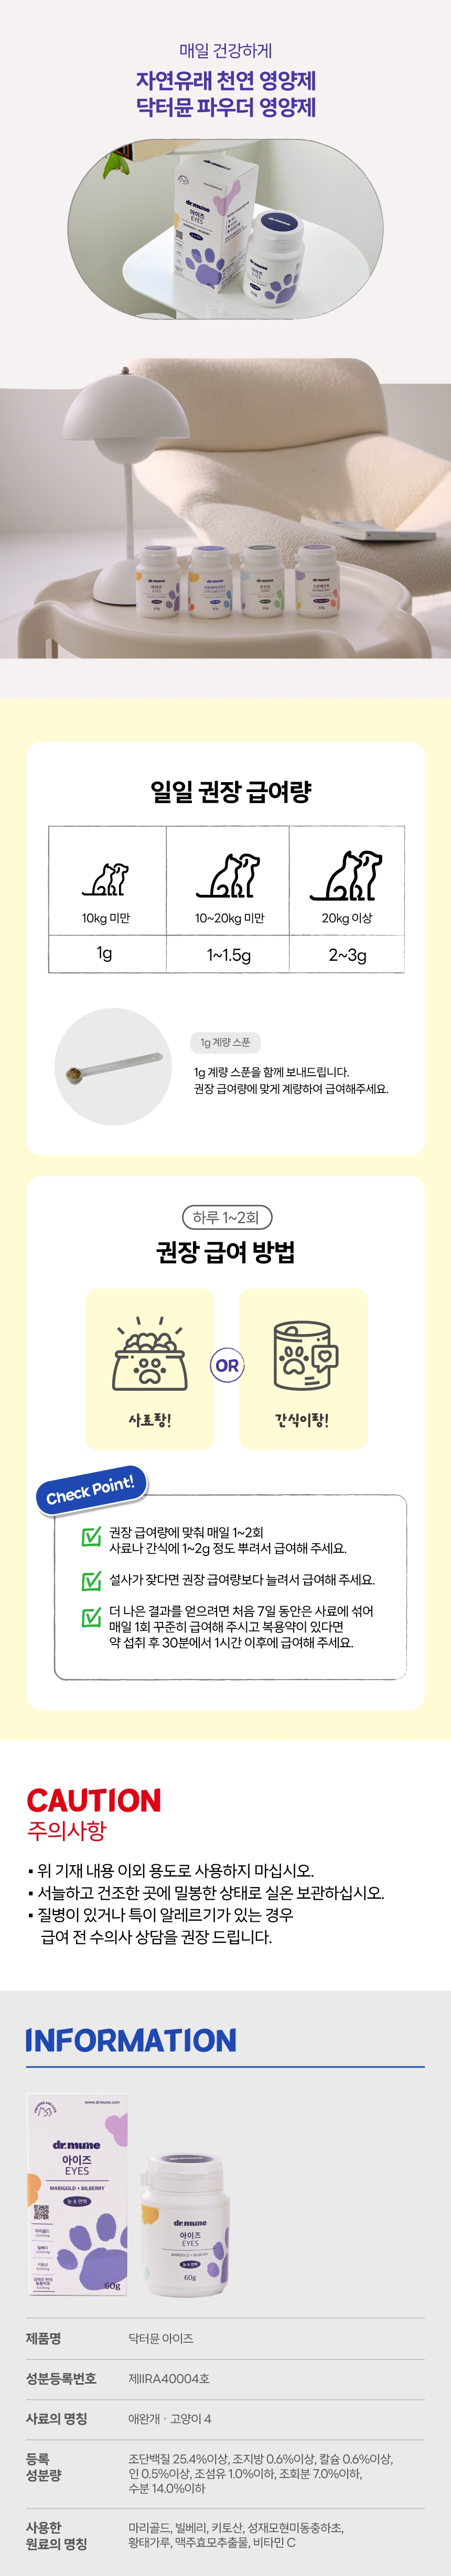 매일 건강하게
자연유래 천연 영양제
닥터뮨 파우더 영양제
dr.mune
아이즈
EYES
dr.mune
아이즈
EYES
일일 권장 급여량
10kg 미만
10~20kg 미만
20kg 이상
1g
1~1.5g
2~3g
1g 계량 스푼
1g 계량 스푼을 함께 보내드립니다.
권장 급여량에 맞게 계량하여 급여해주세요.
하루 1~2회
권장 급여 방법
OR
사료랑!
간식이랑!
Check Point!
권장 급여량에 맞춰 매일 1~2회
사료나 간식에 1~2g 정도 뿌려서 급여해 주세요.
설사가 잦다면 권장 급여량보다 늘려서 급여해 주세요.
더 나은 결과를 얻으려면 처음 7일 동안은 사료에 섞어
매일 1회 꾸준히 급여해 주시고 복용약이 있다면
약 섭취 후 30분에서 1시간 이후에 급여해 주세요.
CAUTION
주의사항
▪ 위 기재 내용 이외 용도로 사용하지 마십시오.
▪ 서늘하고 건조한 곳에 밀봉한 상태로 실온 보관하십시오.
▪ 질병이 있거나 특이 알레르기가 있는 경우
급여 전 수의사 상담을 권장 드립니다.
INFORMATION
www.drmune.com
dr.mune
아이즈
EYES
MARIGOLD + BILBERRY
눈 & 면역
60g
dr.mune
아이즈
EYES
MARIGOLD + BILBERRY
눈 & 면역
60g
제품명
닥터뮨 아이즈
성분등록번호
제IIRA40004호
사료의 명칭
애완개 · 고양이 4
등록
성분량
조단백질 25.4%이상, 조지방 0.6%이상, 칼슘 0.6%이상,
인 0.5%이상, 조섬유 1.0%이하, 조회분 7.0%이하,
수분 14.0%이하
사용한
원료의 명칭
마리골드, 빌베리, 키토산, 성재모현미동충하초,
황태가루, 맥주효모추출물, 비타민 C